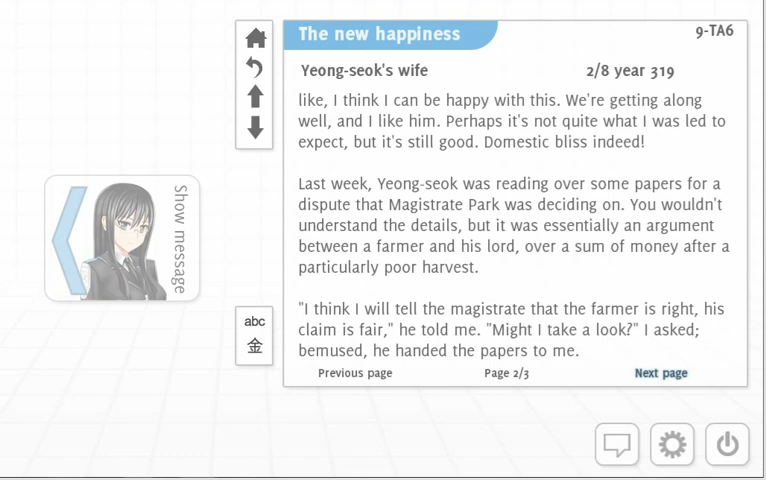 The new happiness
9-TA6
Yeong-seok's wife
2/8 year 319
like, I think I can be happy with this. We're getting along
well, and I like him. Perhaps it's not quite what I was led to
expect, but it's still good. Domestic bliss indeed!
Last week, Yeong-seok was reading over some papers for a
dispute that Magistrate Park was deciding on. You wouldn't
understand the details, but it was essentially an argument
between a farmer and his lord, over a sum of money after a
particularly poor harvest.
"I think I will tell the magistrate that the farmer is right, his
claim is fair," he told me. "Might I take a look?" I asked;
bemused, he handed the papers to me.
Previous page
Page 2/3
Next page
Show message
abc
金